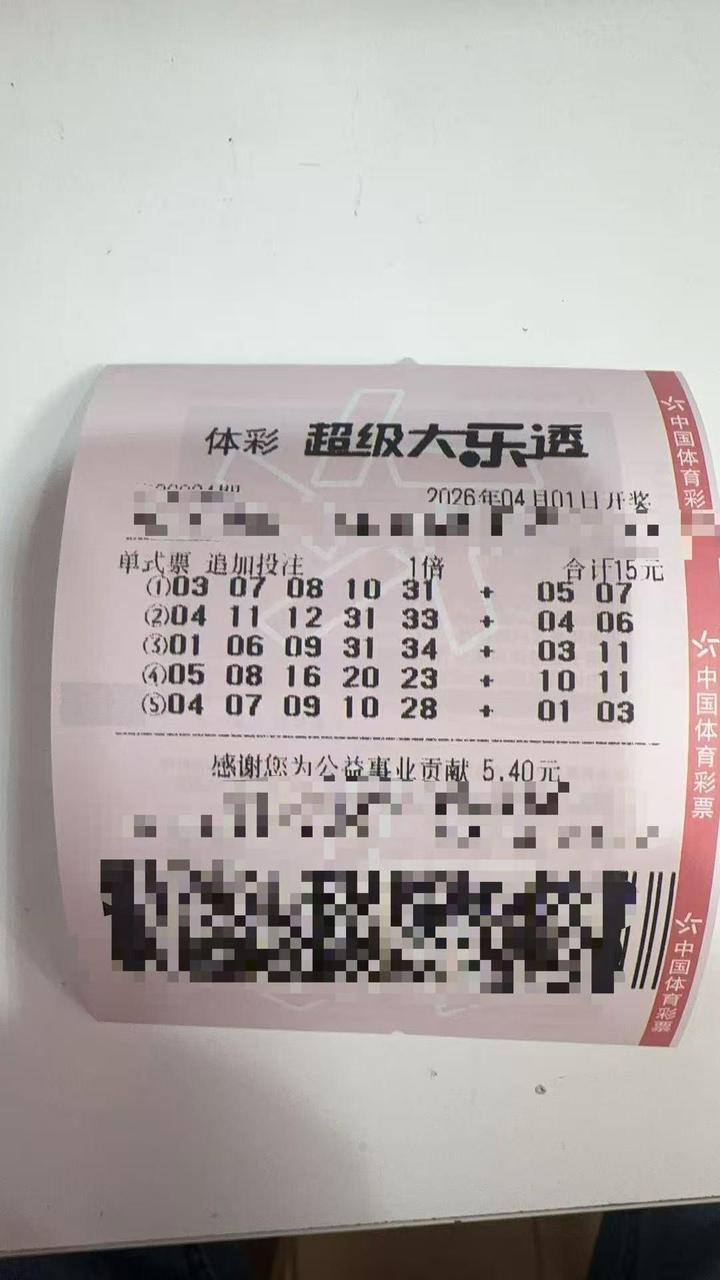 体彩 超级大乐透
2026年04月01日开奖
单式票 追加投注 1倍 合计15元
①03 07 08 10 31 + 05 07
②04 11 12 31 33 + 04 06
③01 06 09 31 34 + 03 11
④05 08 16 20 23 + 10 11
⑤04 07 09 10 28 + 01 03
感谢您为公益事业贡献 5.40元
中国体育彩
中国体育彩票
中国体育彩票